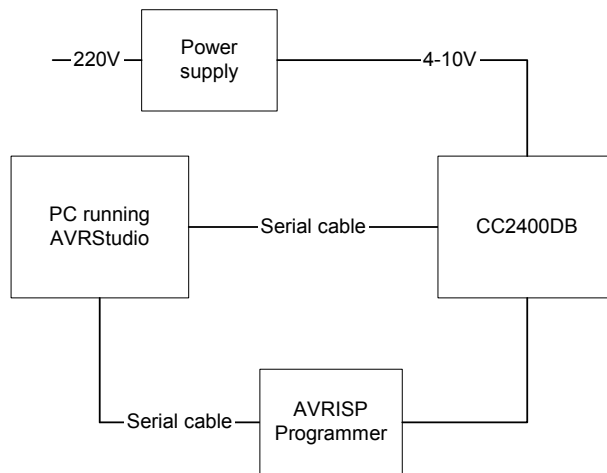 220V
Power
supply
4-10V
PC running
AVRStudio
Serial cable
CC2400DB
Serial cable
AVRISP
Programmer